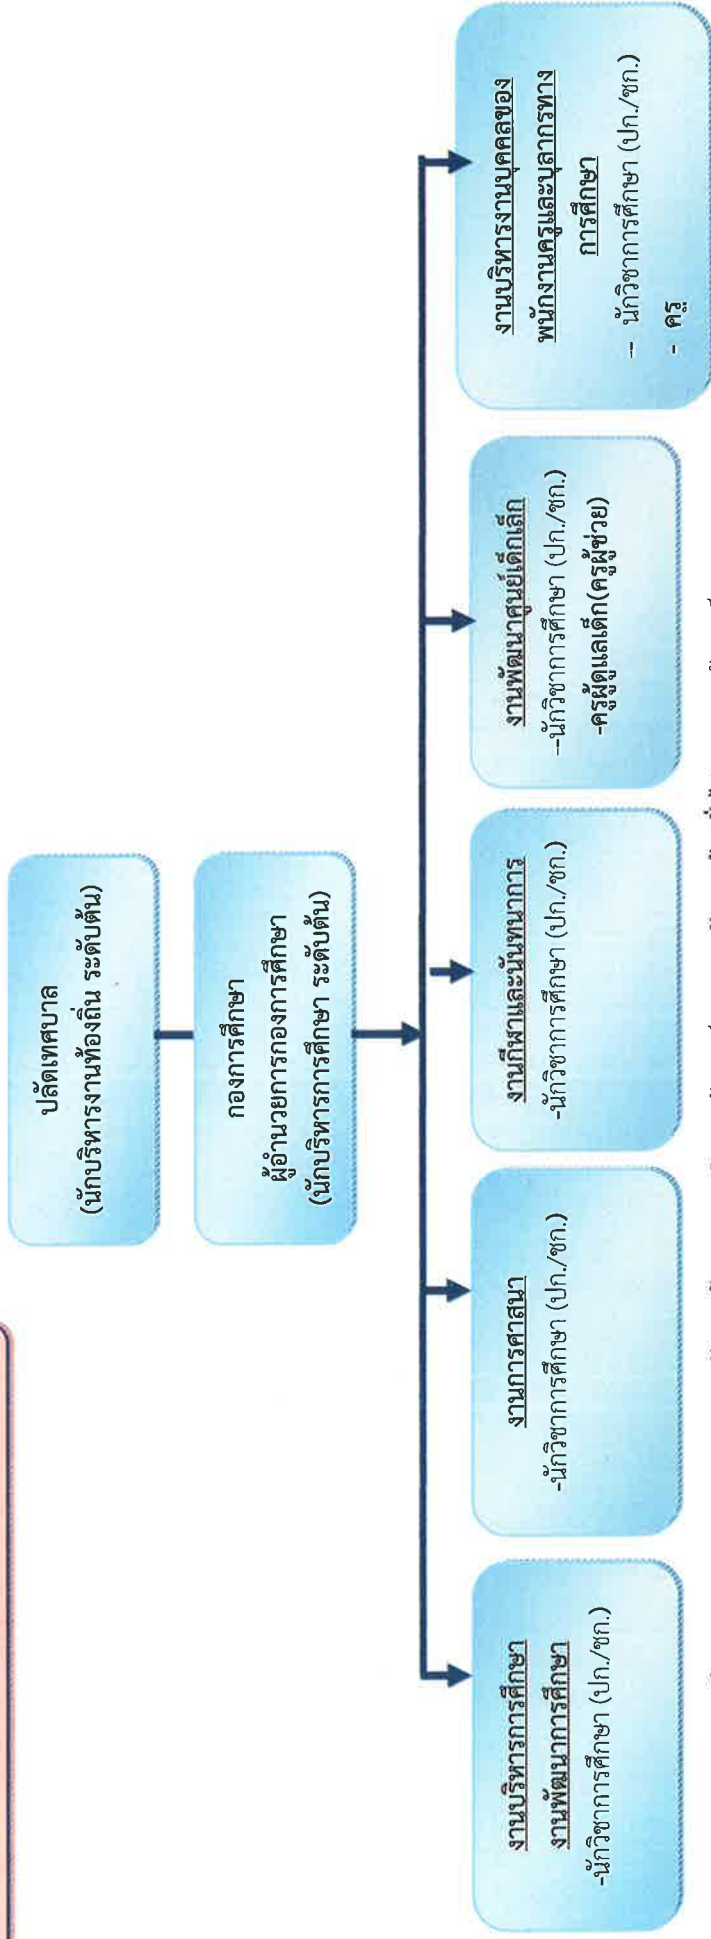 ปลัดเทศบาล
(นักบริหารงานท้องถิ่น ระดับต้น)
กองการศึกษา
ผู้อำนวยการกองการศึกษา
(นักบริหารการศึกษา ระดับต้น)
งานบริหารการศึกษา
งานพัฒนาการศึกษา
-นักวิชาการศึกษา (ปก./ชก.)
งานการศาสนา
-นักวิชาการศึกษา (ปก./ชก.)
งานกีฬาและนันทนาการ
-นักวิชาการศึกษา (ปก./ชก.)
งานพัฒนาศูนย์เด็กเล็ก
--นักวิชาการศึกษา (ปก./ชก.)
-ครูผู้ดูแลเด็ก(ครูผู้ช่วย)
งานบริหารงานบุคคลของ
พนักงานครูและบุลากรทาง
การศึกษา
-- นักวิชาการศึกษา (ปก./ชก.)
- ครู